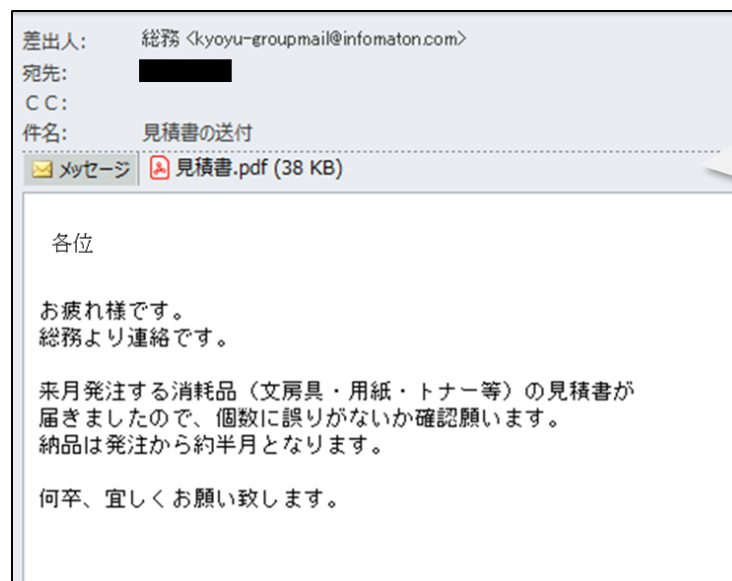 差出人: 総務 <kyoyu-groupmail@infomaton.com>
宛先:
CC:
件名: 見積書の送付
メッセージ 見積書.pdf (38 KB)
各位
お疲れ様です。
総務より連絡です。
来月発注する消耗品（文房具・用紙・トナー等）の見積書が
届きましたので、個数に誤りがないか確認願います。
納品は発注から約半月となります。
何卒、宜しくお願い致します。